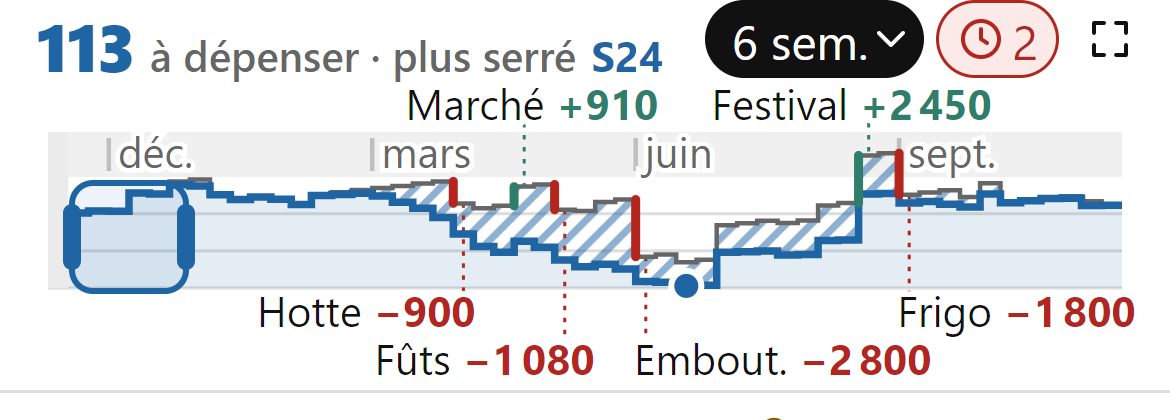 113 à dépenser · plus serré S24 6 sem. 2
Marché +910 Festival +2 450
déc. mars juin sept.
Hotte −900 Frigo −1 800
Fûts −1 080 Embout. −2 800